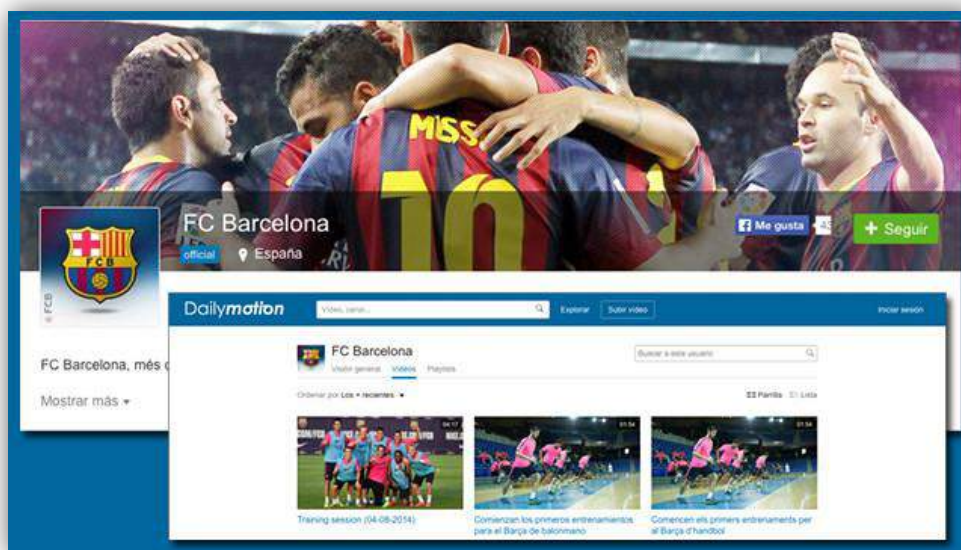 MESS
10
FC Barcelona
official España
Me gusta
+ Seguir
FCB
© FCB
FC Barcelona, més
Mostrar más
Dailymotion
Explorar
Subir vídeo
Iniciar sesión
FC Barcelona
Visión general Vídeos Playlists
Buscar a este usuario
Ordenar por Los + recientes
Parrilla Lista
04:17
01:54
01:54
Training session (04-08-2014)
Comienzan los primeros entrenamientos
para el Barça de balonmano
Comencen els primers entrenaments per
al Barça d'handbol